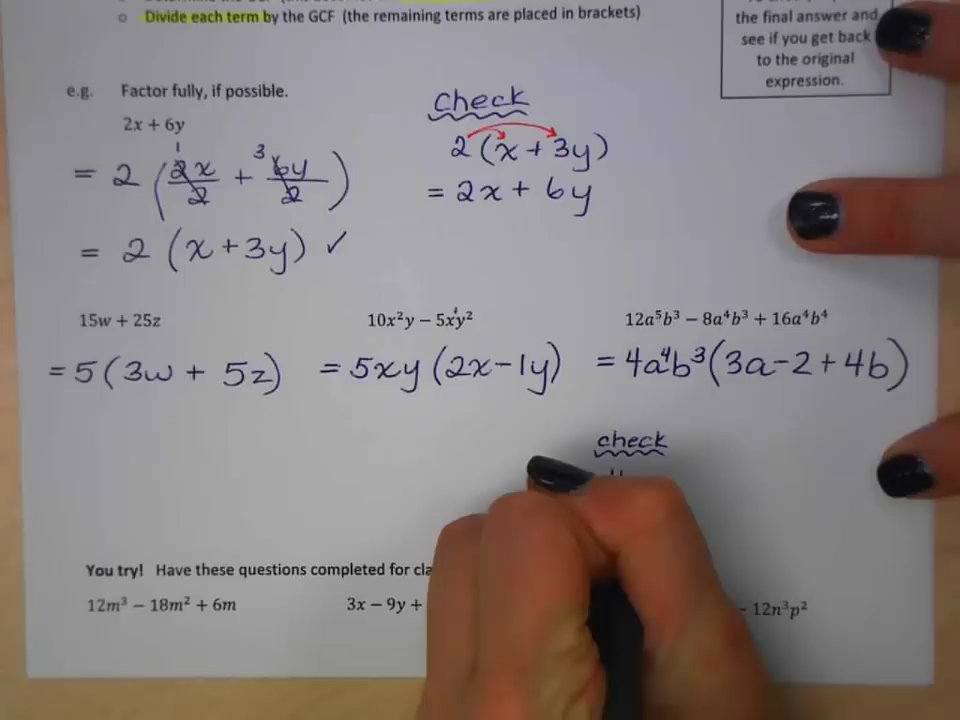 Divide each term by the GCF (the remaining terms are placed in brackets)
the final answer and
see if you get back
to the original
expression.
e.g. Factor fully, if possible.
2x + 6y
= 2 (2x/2 + 6y/2)
1
3
= 2 (x + 3y) ✓
check
2 (x + 3y)
= 2x + 6y
15w + 25z
= 5 (3w + 5z)
10x²y − 5x¹y²
= 5xy (2x − 1y)
12a⁵b³ − 8a⁴b³ + 16a⁴b⁴
= 4a⁴b³ (3a − 2 + 4b)
check
You try! Have these questions completed for
12m³ − 18m² + 6m
3x − 9y +
− 12n³p²